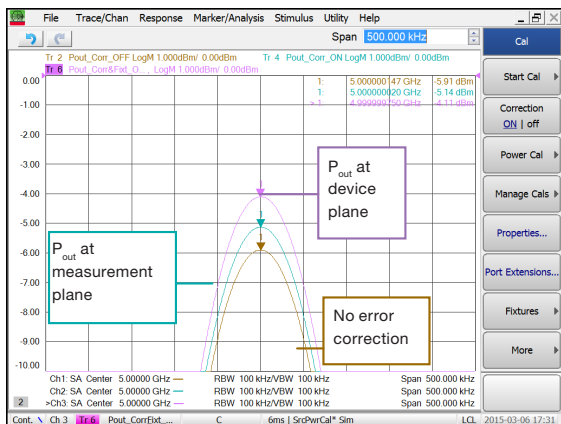 File Trace/Chan Response Marker/Analysis Stimulus Utility Help
Span 500.000 kHz
Tr 2 Pout_Corr_OFF LogM 1.000dBm/ 0.00dBm Tr 4 Pout_Corr_ON LogM 1.000dBm/ 0.00dBm
Tr 6 Pout_Corr&Fixt_O... LogM 1.000dBm/ 0.00dBm
1: 5.000000147 GHz -5.91 dBm
1: 5.000000020 GHz -5.14 dBm
> 1: 4.999999750 GHz -4.11 dBm
0.00
-1.00
-2.00
-3.00
-4.00
-5.00
-6.00
-7.00
-8.00
-9.00
-10.00
Pout at
device
plane
Pout at
measurement
plane
No error
correction
Ch1: SA Center 5.00000 GHz — RBW 100 kHz/VBW 100 kHz Span 500.000 kHz
Ch2: SA Center 5.00000 GHz — RBW 100 kHz/VBW 100 kHz Span 500.000 kHz
2 >Ch3: SA Center 5.00000 GHz — RBW 100 kHz/VBW 100 kHz Span 500.000 kHz
Cont. Ch 3 Tr 6 Pout_CorrFixt_... C 6ms | SrcPwrCal* Sim LCL 2015-03-06 17:31
Cal
Start Cal
Correction
ON | off
Power Cal
Manage Cals
Properties...
Port Extensions...
Fixtures
More